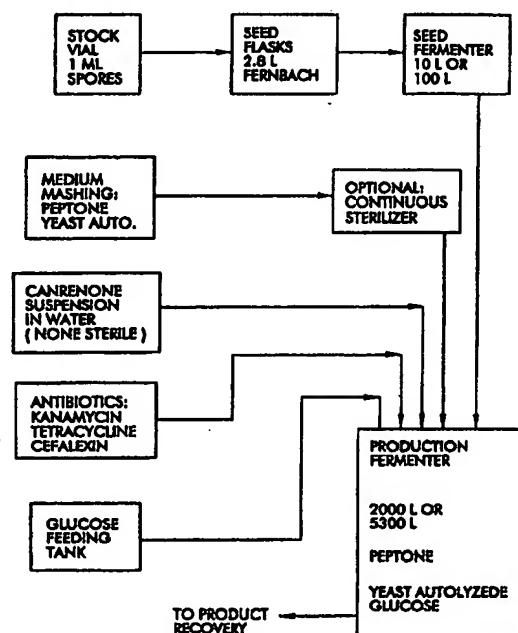 STOCK
VIAL
1 ML
SPORES
SEED
FLASKS
2.8 L
FERNBACH
SEED
FERMENTER
10 L OR
100 L
MEDIUM
MASHING:
PEPTONE
YEAST AUTO.
OPTIONAL:
CONTINUOUS
STERILIZER
CANRENONE
SUSPENSION
IN WATER
( NONE STERILE )
ANTIBIOTICS:
KANAMYCIN
TETRACYCLINE
CEFALEXIN
GLUCOSE
FEEDING
TANK
PRODUCTION
FERMENTER
2000 L OR
5300 L
PEPTONE
YEAST AUTOLYZEDE
GLUCOSE
TO PRODUCT
RECOVERY